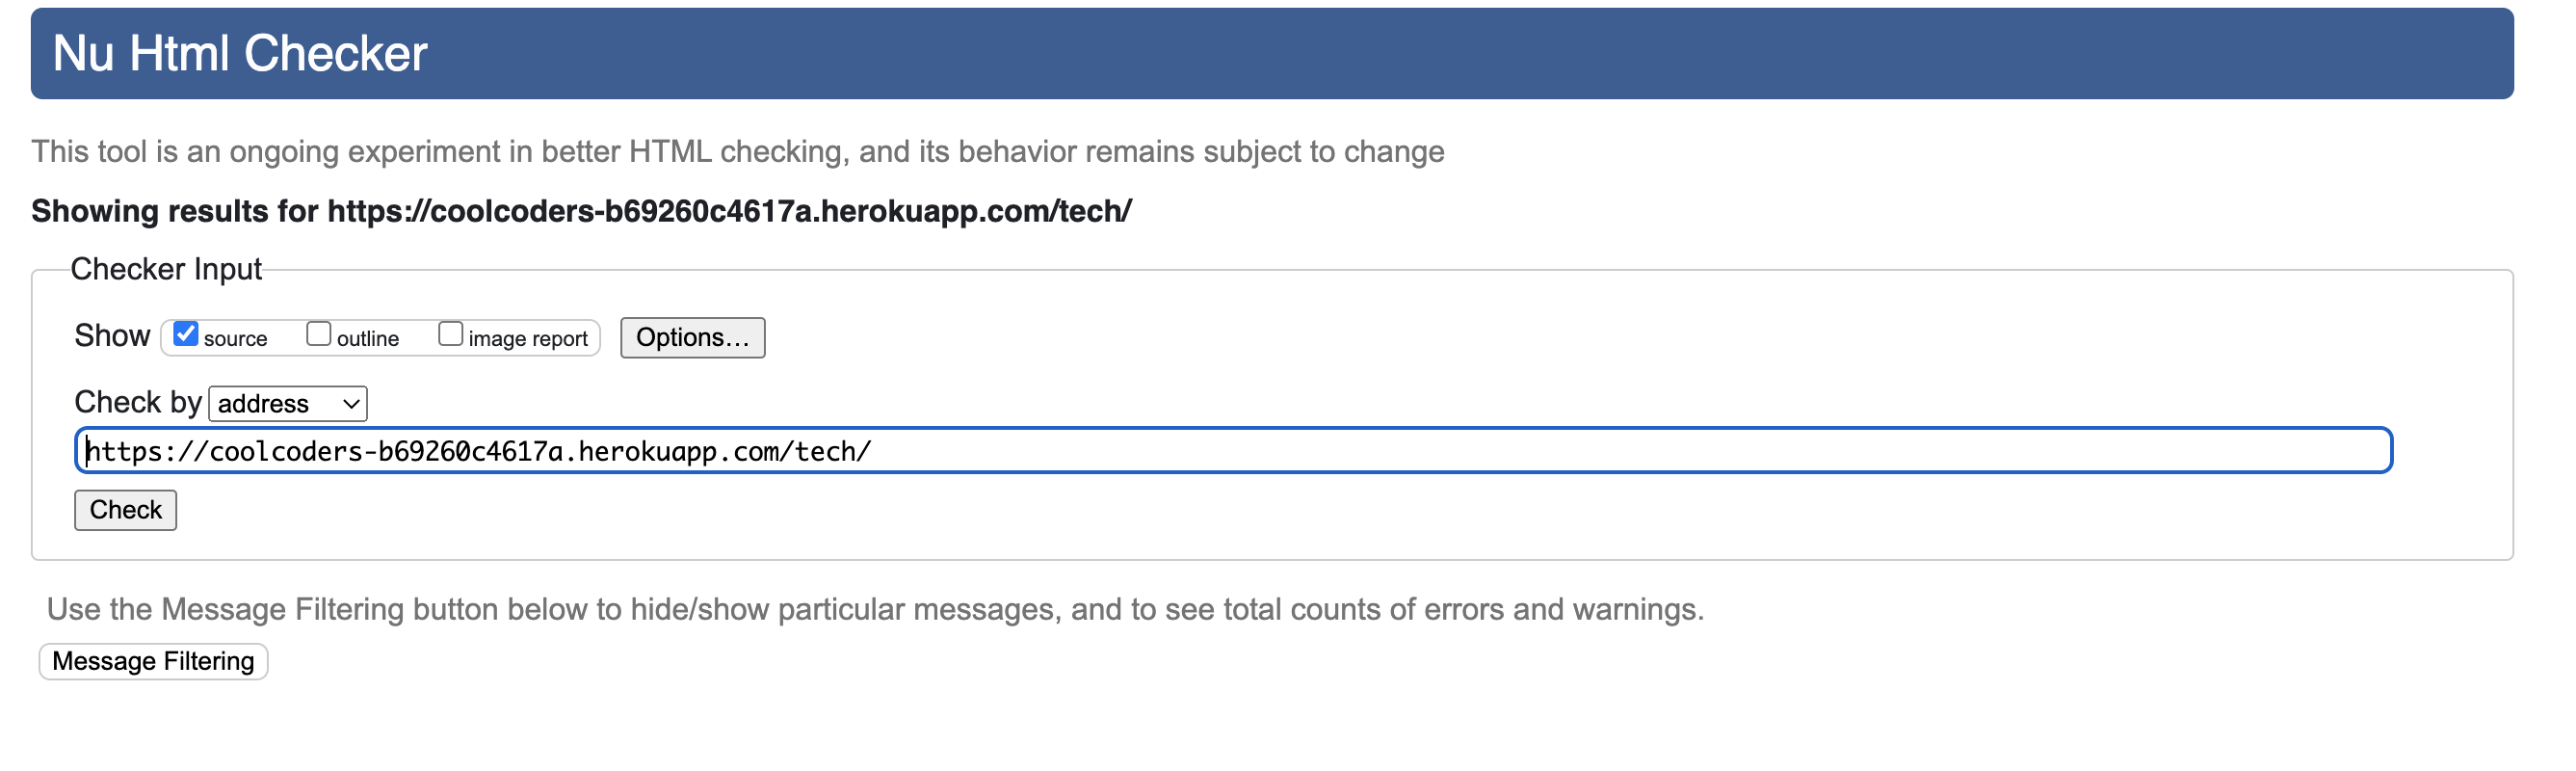 Nu Html Checker
This tool is an ongoing experiment in better HTML checking, and its behavior remains subject to change
Showing results for https://coolcoders-b69260c4617a.herokuapp.com/tech/
Checker Input
Show source outline image report Options...
Check by address
https://coolcoders-b69260c4617a.herokuapp.com/tech/
Check
Use the Message Filtering button below to hide/show particular messages, and to see total counts of errors and warnings.
Message Filtering